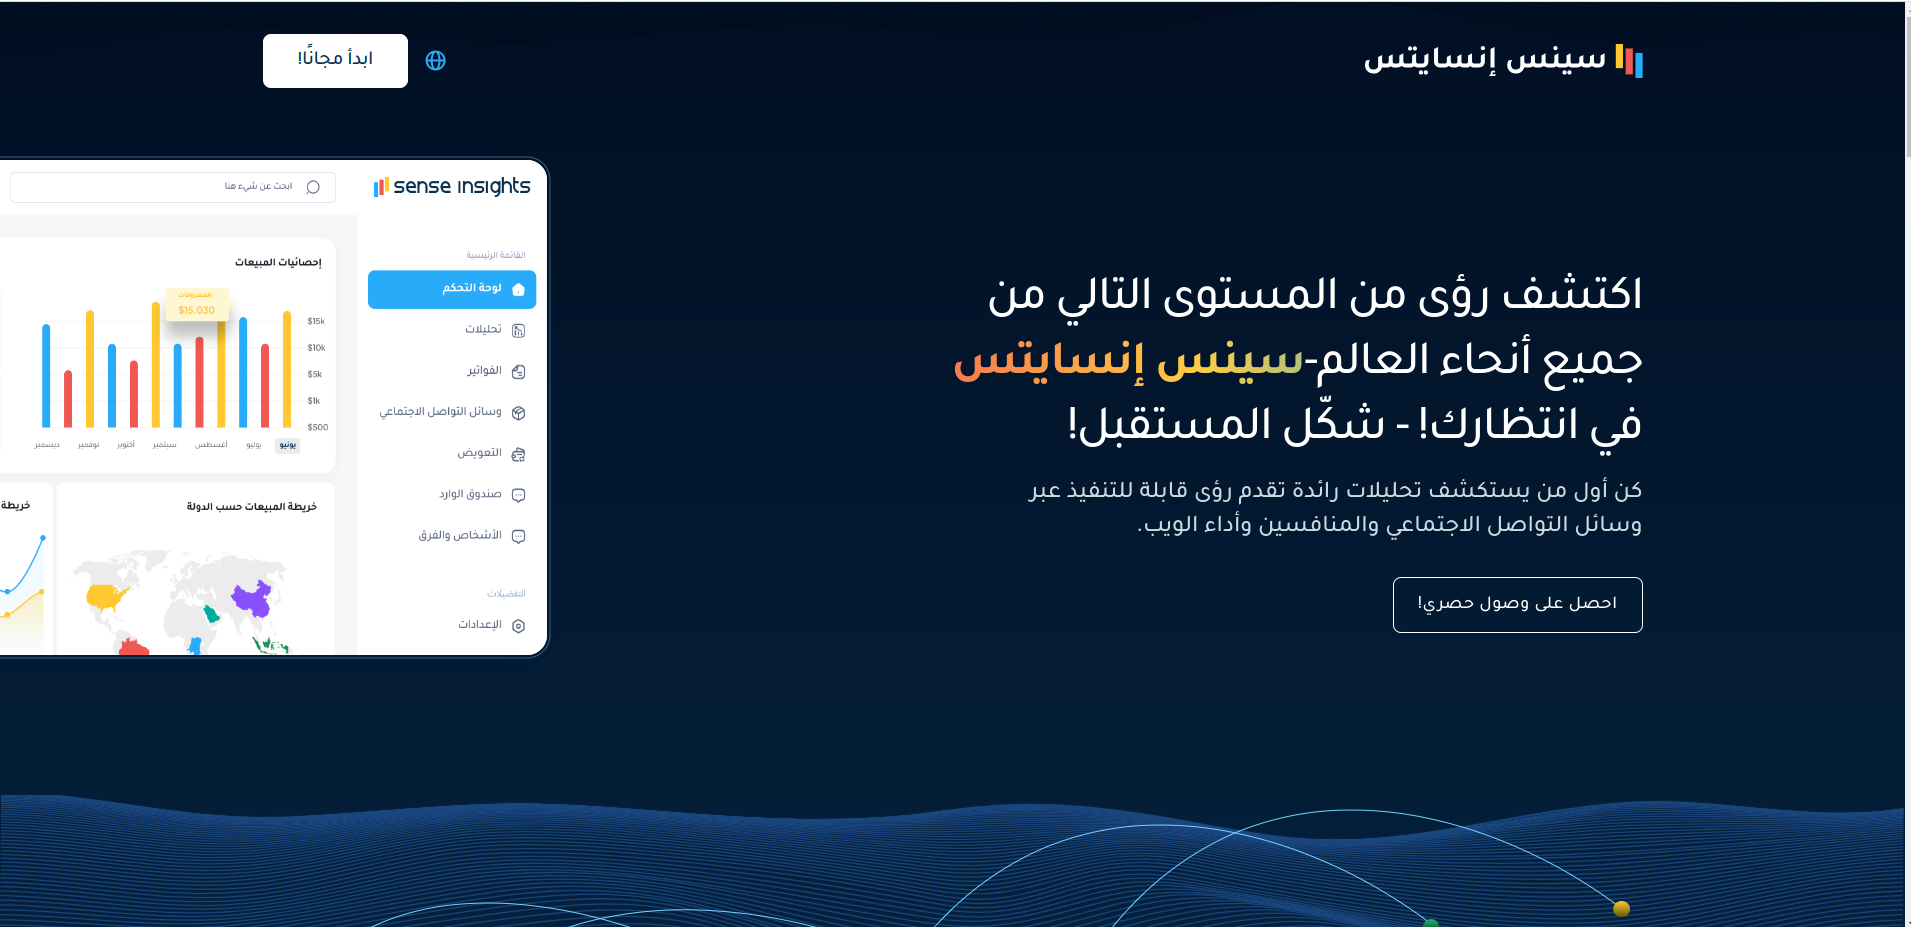 سينس إنسايتس
ابدأ مجانًا!
اكتشف رؤى من المستوى التالي من
جميع أنحاء العالم-سينس إنسايتس
في انتظارك! - شكّل المستقبل!
كن أول من يستكشف تحليلات رائدة تقدم رؤى قابلة للتنفيذ عبر
وسائل التواصل الاجتماعي والمنافسين وأداء الويب.
احصل على وصول حصري!
sense insights
القائمة الرئيسية
لوحة التحكم
تحليلات
الفواتير
وسائل التواصل الاجتماعي
التعويض
صندوق الوارد
الأشخاص والفرق
التفضيلات
الإعدادات
ابحث عن شيء هنا
إحصائيات المبيعات
المصروفات
$15.030
$15k
$10k
$5k
$1k
$500
يونيو يوليو أغسطس سبتمبر أكتوبر نوفمبر ديسمبر
خريطة المبيعات حسب الدولة
خريطة